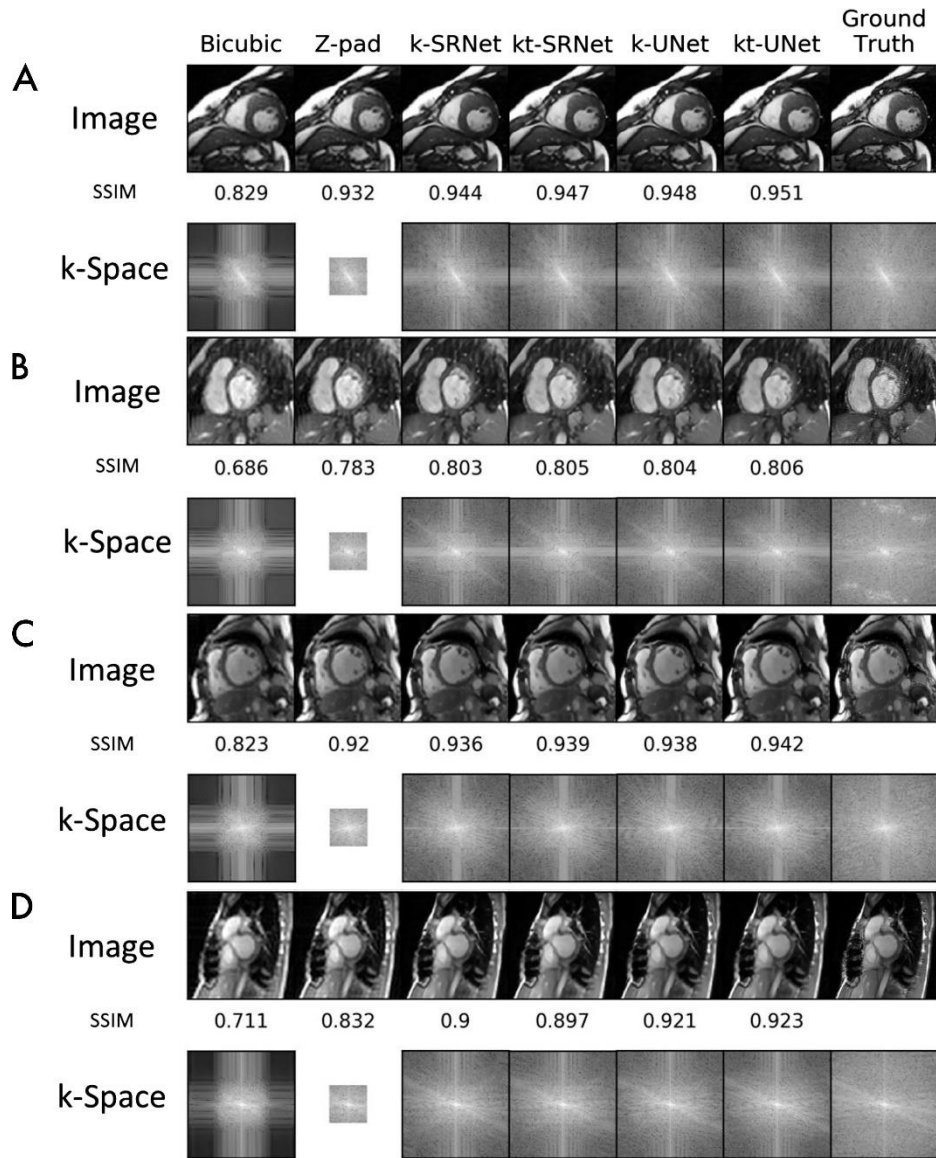 Bicubic Z-pad k-SRNet kt-SRNet k-UNet kt-UNet Ground Truth
A
Image
SSIM 0.829 0.932 0.944 0.947 0.948 0.951
k-Space
B
Image
SSIM 0.686 0.783 0.803 0.805 0.804 0.806
k-Space
C
Image
SSIM 0.823 0.92 0.936 0.939 0.938 0.942
k-Space
D
Image
SSIM 0.711 0.832 0.9 0.897 0.921 0.923
k-Space